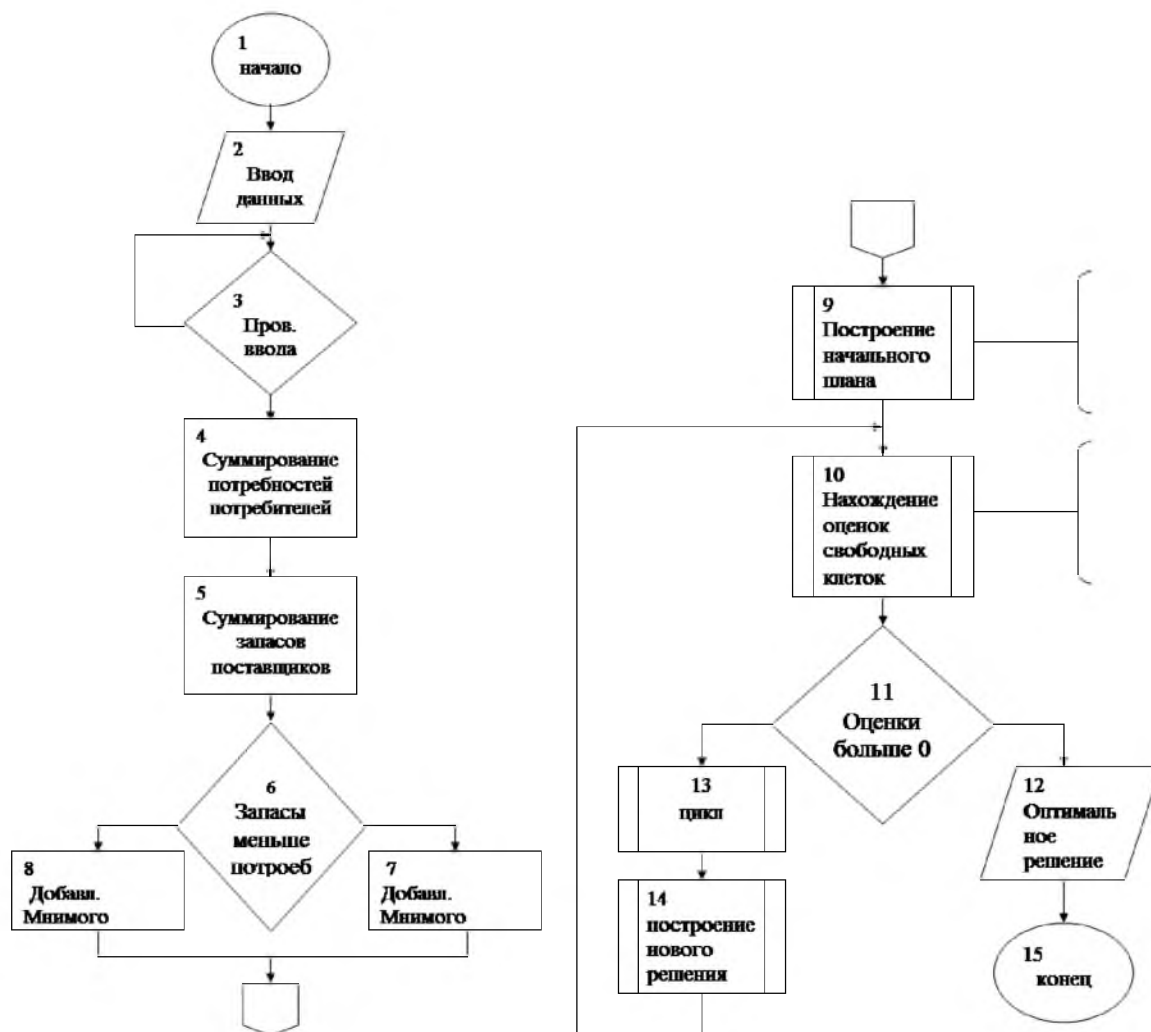 1
начало
2
Ввод
данных
3
Пров.
ввода
4
Суммирование
потребностей
потребителей
5
Суммирование
запасов
поставщиков
6
Запасы
меньше
потроеб
8
Добавл.
Мнимого
7
Добавл.
Мнимого
9
Построение
начального
плана
10
Нахождение
оценок
свободных
клеток
11
Оценки
больше 0
13
цикл
12
Оптималь
ное
решение
14
построение
нового
решения
15
конец